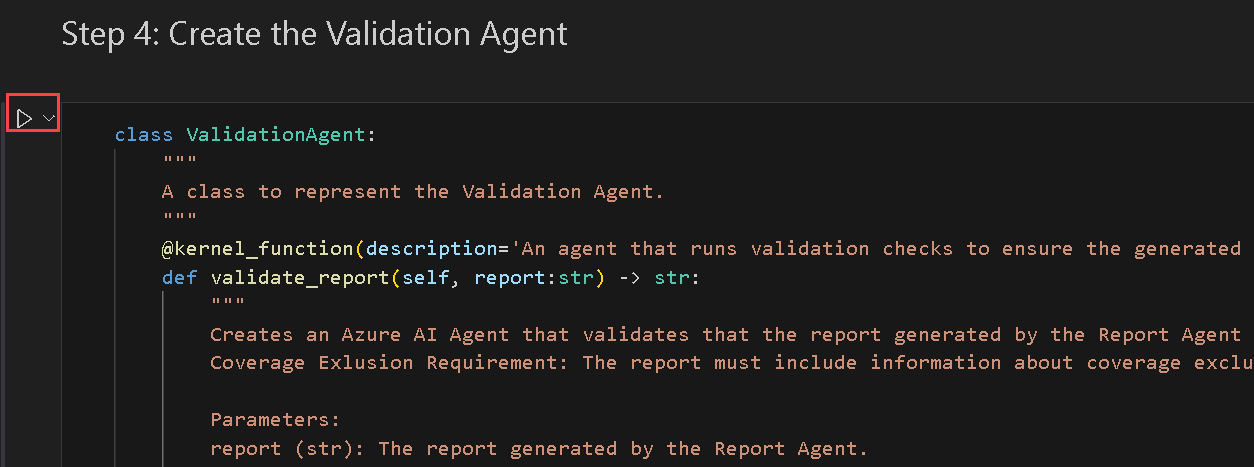 Step 4: Create the Validation Agent
class ValidationAgent:
"""
A class to represent the Validation Agent.
"""
@kernel_function(description='An agent that runs validation checks to ensure the generated
def validate_report(self, report:str) -> str:
"""
Creates an Azure AI Agent that validates that the report generated by the Report Agent
Coverage Exlusion Requirement: The report must include information about coverage exclu
Parameters:
report (str): The report generated by the Report Agent.